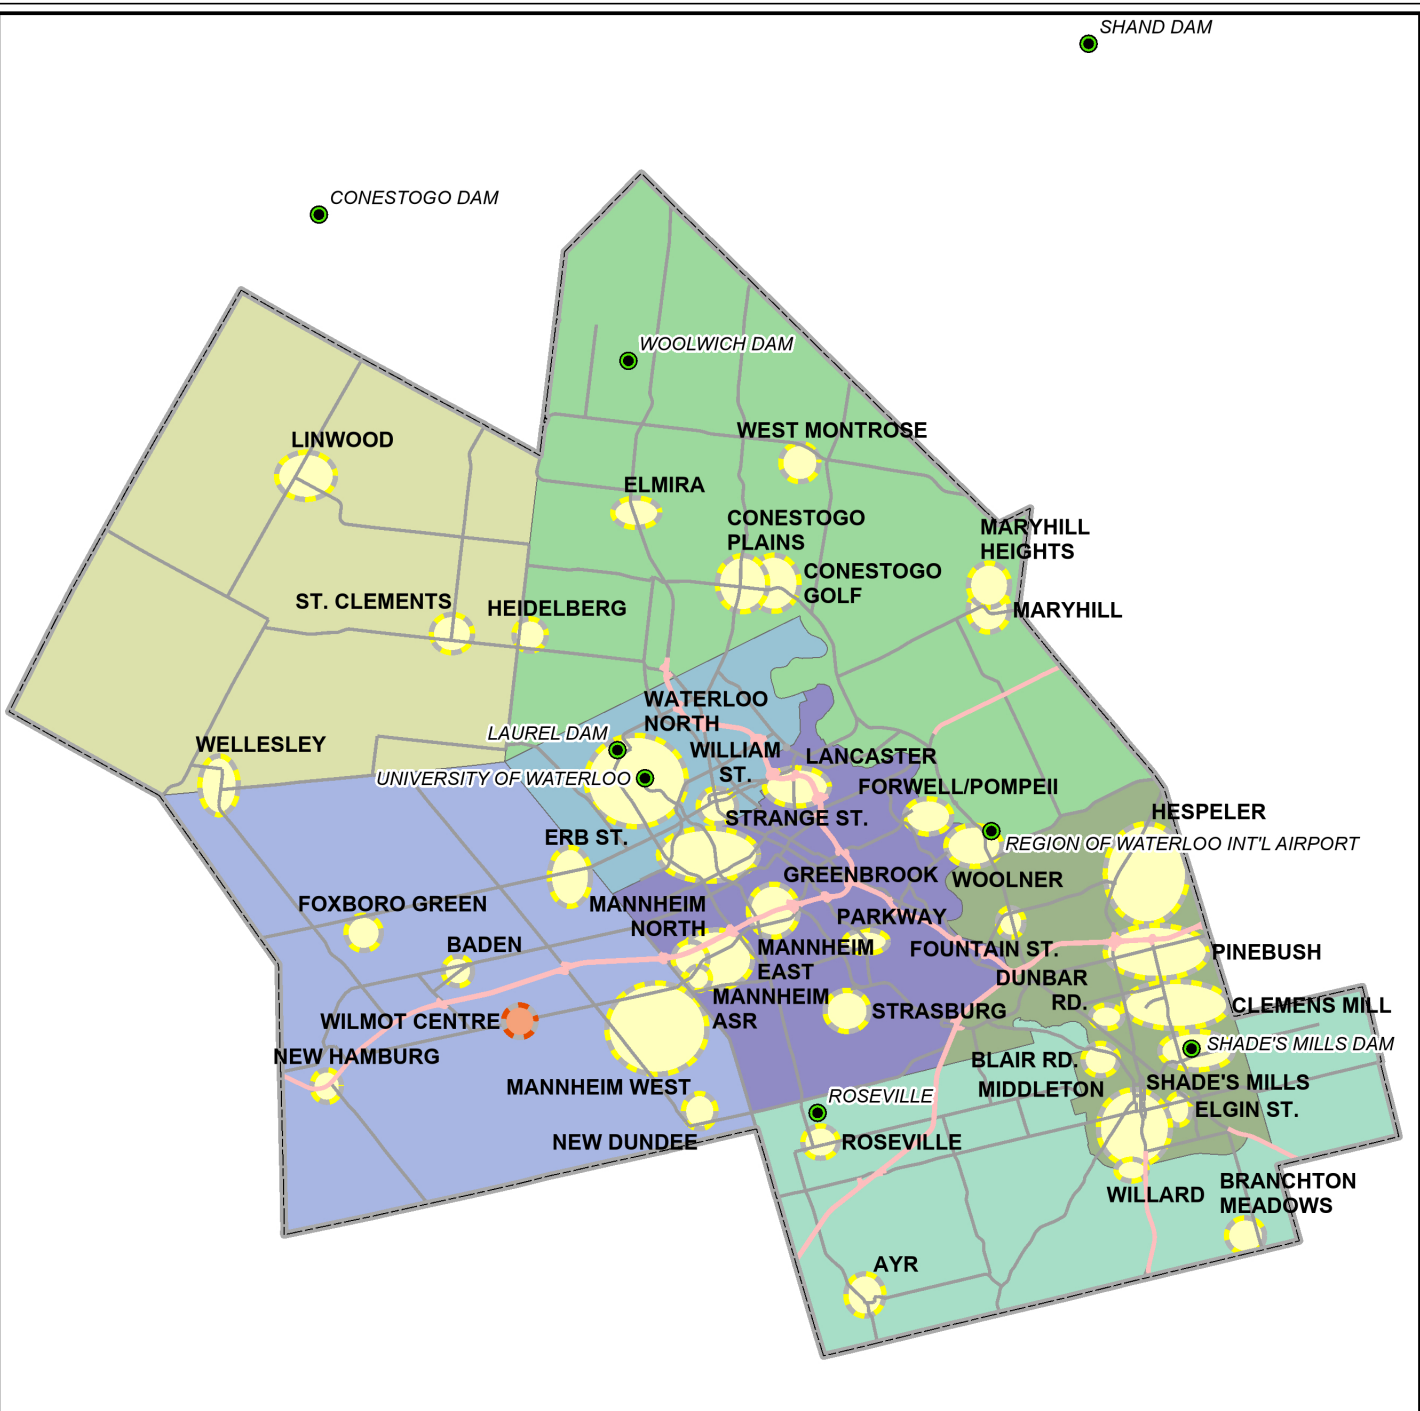 SHAND DAM
CONESTOGO DAM
WOOLWICH DAM
WEST MONTROSE
LINWOOD
ELMIRA
CONESTOGO
PLAINS
MARYHILL
HEIGHTS
CONESTOGO
GOLF
ST. CLEMENTS
HEIDELBERG
MARYHILL
WATERLOO
NORTH
LAUREL DAM
WELLESLEY
WILLIAM
ST.
LANCASTER
UNIVERSITY OF WATERLOO
FORWELL/POMPEII
HESPELER
STRANGE ST.
ERB ST.
REGION OF WATERLOO INT'L AIRPORT
GREENBROOK
WOOLNER
FOXBORO GREEN
MANNHEIM
NORTH
PARKWAY
BADEN
MANNHEIM
EAST
FOUNTAIN ST.
PINEBUSH
DUNBAR
RD.
MANNHEIM
ASR
STRASBURG
CLEMENS MILL
WILMOT CENTRE
SHADE'S MILLS DAM
NEW HAMBURG
BLAIR RD.
MANNHEIM WEST
SHADE'S MILLS
MIDDLETON
ROSEVILLE
ELGIN ST.
NEW DUNDEE
ROSEVILLE
WILLARD
BRANCHTON
MEADOWS
AYR